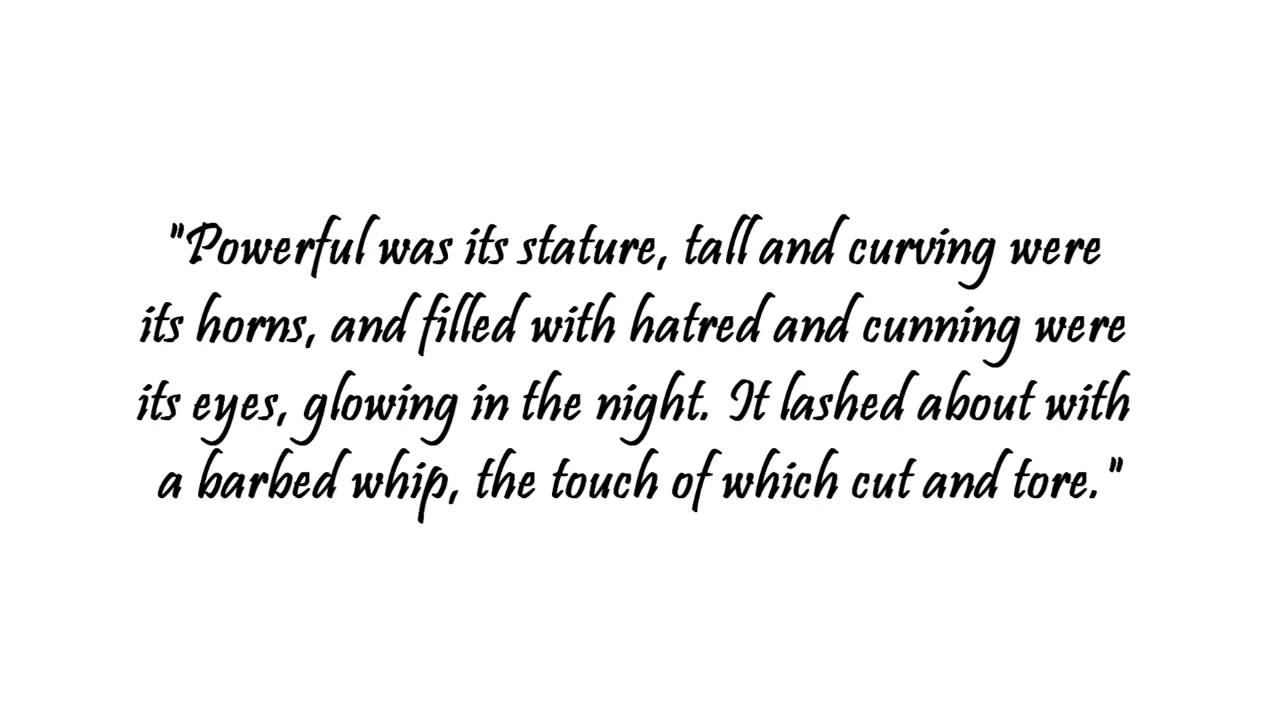 "Powerful was its stature, tall and curving were
its horns, and filled with hatred and cunning were
its eyes, glowing in the night. It lashed about with
a barbed whip, the touch of which cut and tore."